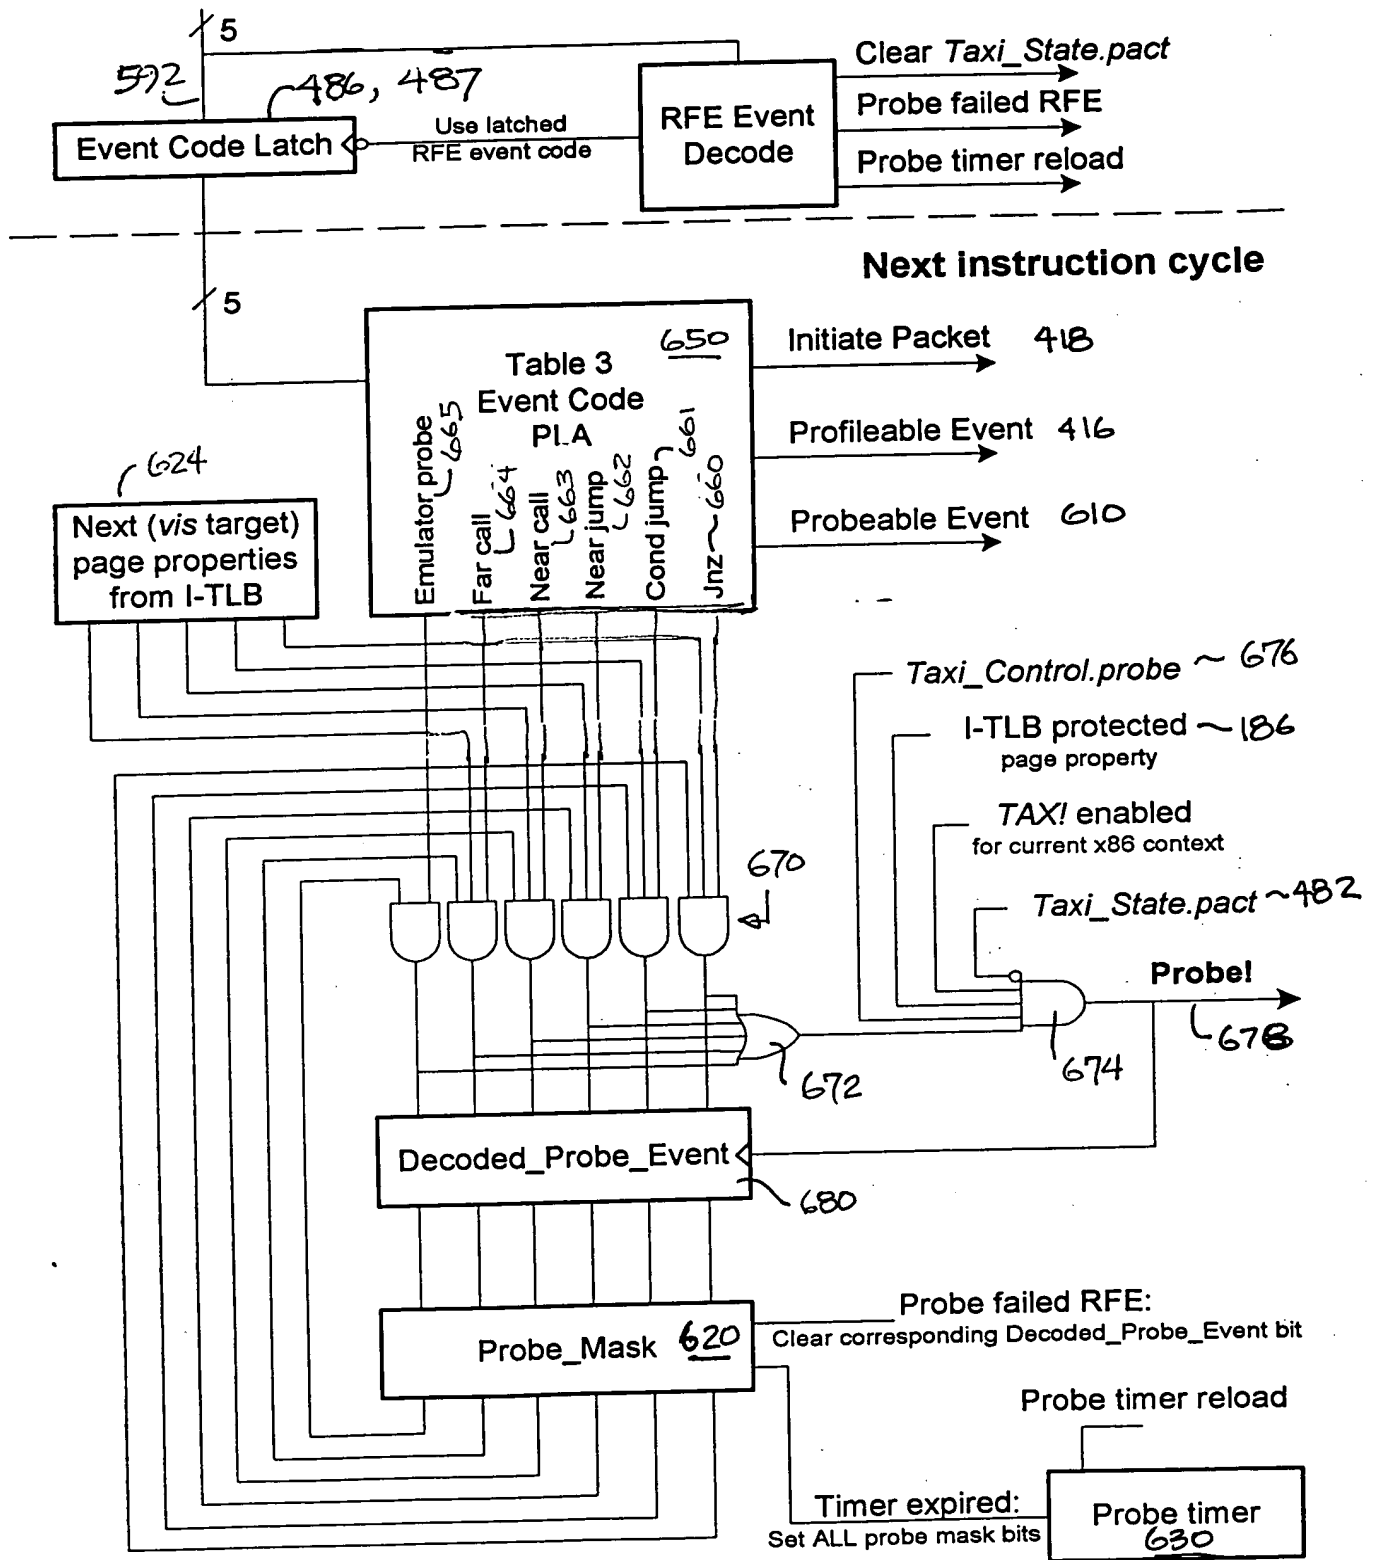 5
592
486, 487
Event Code Latch
Use latched
RFE event code
RFE Event
Decode
Clear Taxi_State.pact
Probe failed RFE
Probe timer reload
Next instruction cycle
5
Table 3
650
Event Code
PLA
Emulator probe
665
Far call
664
Near call
663
Near jump
662
Cond jump
661
Jnz
660
Initiate Packet 418
Profileable Event 416
Probeable Event 610
624
Next (vis target)
page properties
from I-TLB
Taxi_Control.probe 676
I-TLB protected 186
page property
TAX! enabled
for current x86 context
Taxi_State.pact 482
670
Probe!
678
672
674
Decoded_Probe_Event
680
Probe_Mask 620
Probe failed RFE:
Clear corresponding Decoded_Probe_Event bit
Probe timer reload
Timer expired:
Set ALL probe mask bits
Probe timer
630